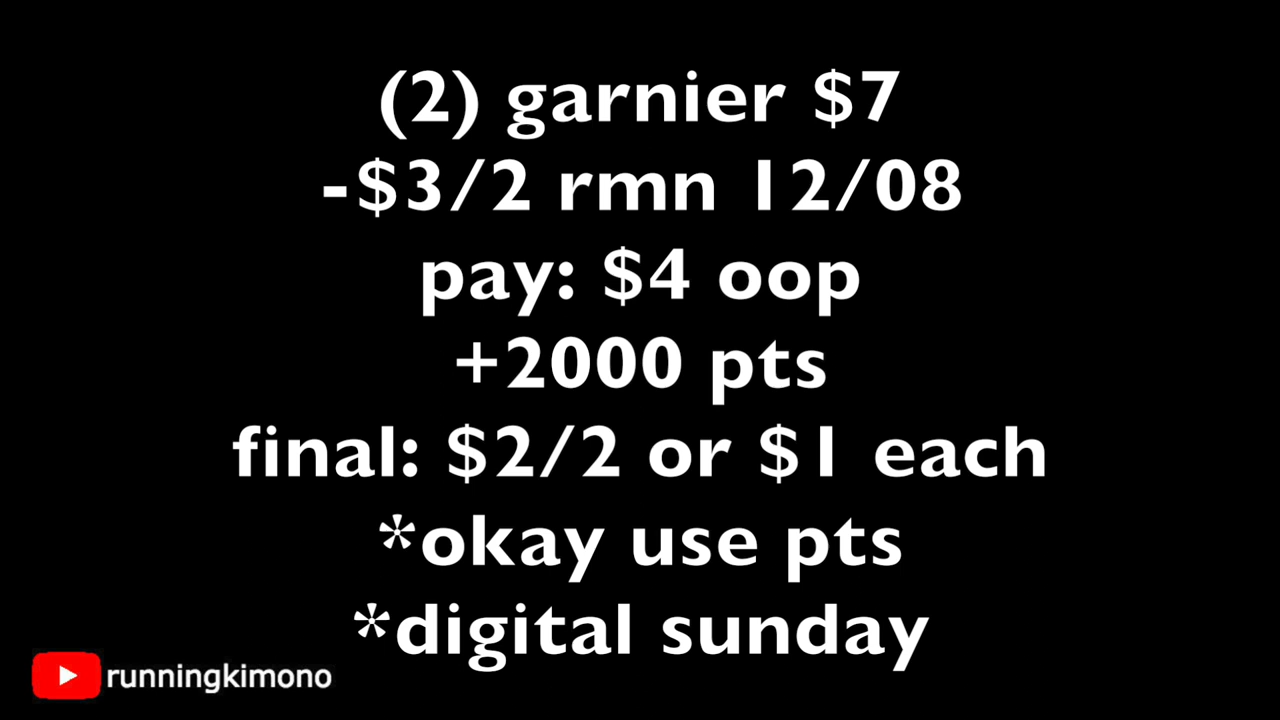 (2) garnier $7
-$3/2 rmn 12/08
pay: $4 oop
+2000 pts
final: $2/2 or $1 each
*okay use pts
*digital sunday
runningkimono